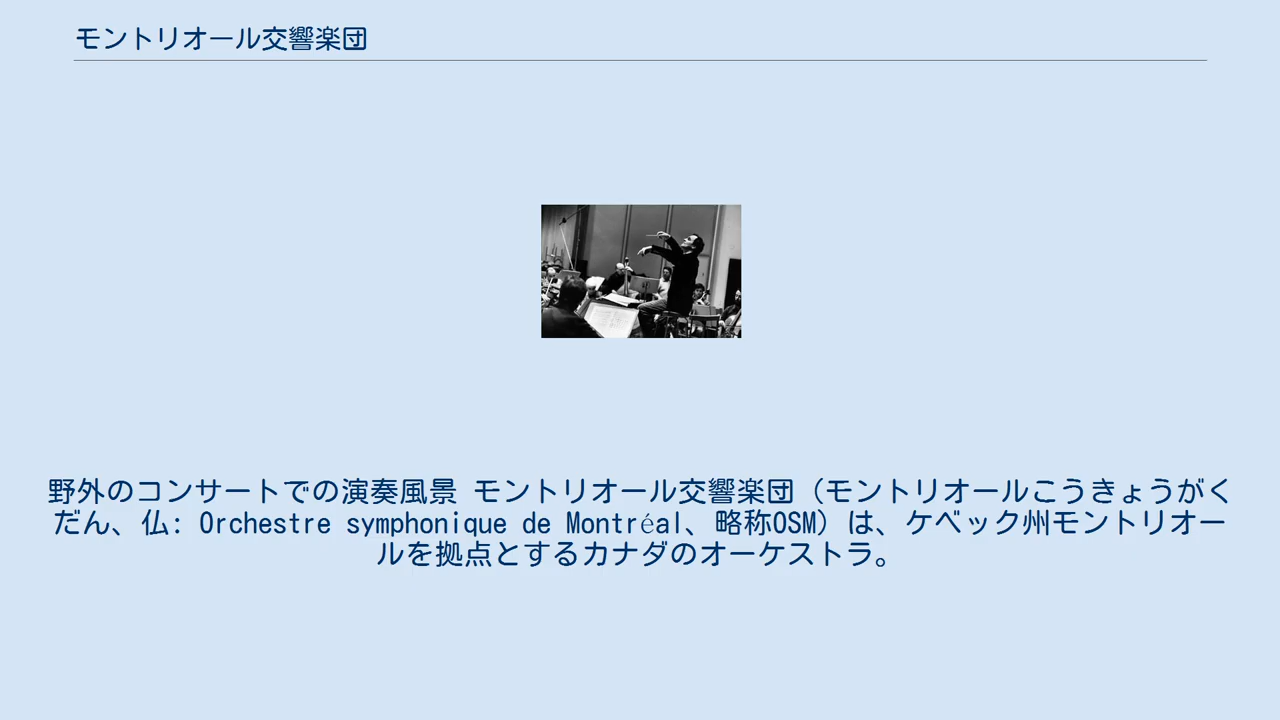 モントリオール交響楽団
野外のコンサートでの演奏風景 モントリオール交響楽団（モントリオールこうきょうがく
だん、仏: Orchestre symphonique de Montréal、略称OSM）は、ケベック州モントリオー
ルを拠点とするカナダのオーケストラ。